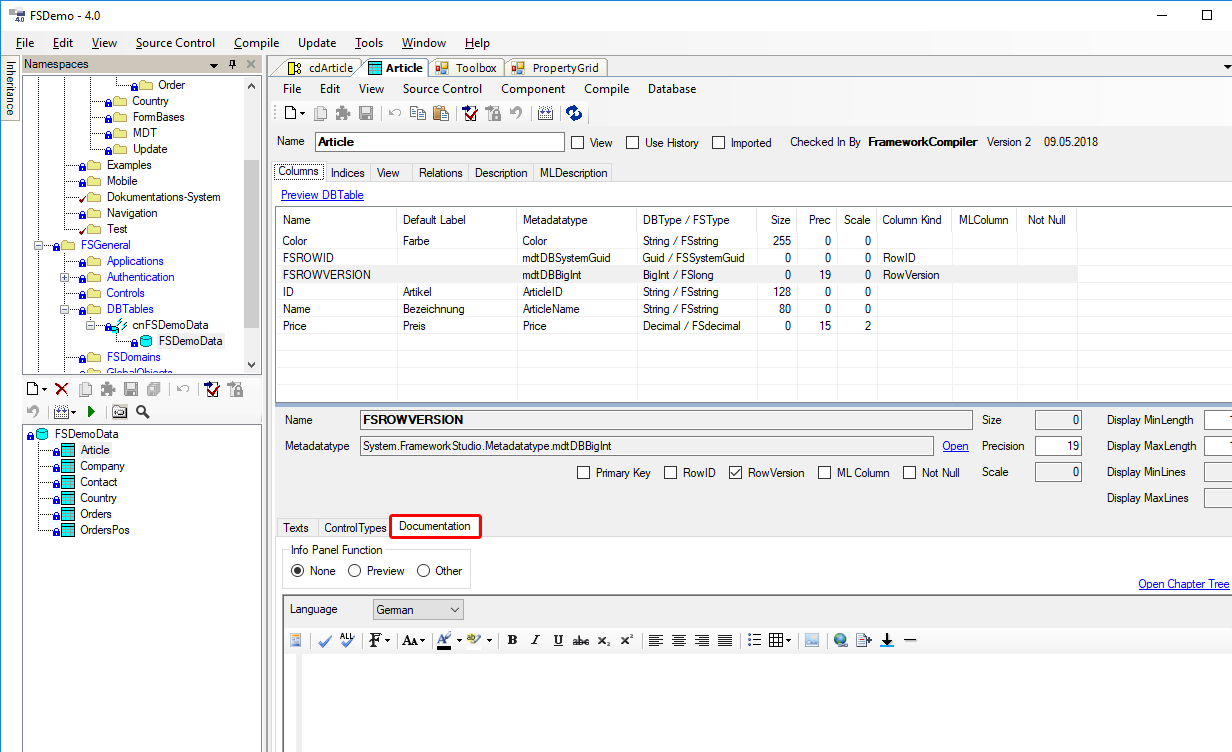 FSDemo - 4.0
File Edit View Source Control Compile Update Tools Window Help
Inheritance
Namespaces
Order
Country
FormBases
MDT
Update
Examples
Mobile
Dokumentations-System
Navigation
Test
FSGeneral
Applications
Authentication
Controls
DBTables
cnFSDemoData
FSDemoData
FSDomains
GlobalObjects
FSDemoData
Article
Company
Contact
Country
Orders
OrdersPos
cdArticle Article Toolbox PropertyGrid
File Edit View Source Control Component Compile Database
Name Article View Use History Imported Checked In By FrameworkCompiler Version 2 09.05.2018
Columns Indices View Relations Description MLDescription
Preview DBTable
Name Default Label Metadatatype DBType / FSType Size Prec Scale Column Kind MLColumn Not Null
Color Farbe Color String / FSstring 255 0 0
FSROWID mdtDBSystemGuid Guid / FSSystemGuid 0 0 0 RowID
FSROWVERSION mdtDBBigInt BigInt / FSlong 0 19 0 RowVersion
ID Artikel ArticleID String / FSstring 128 0 0
Name Bezeichnung ArticleName String / FSstring 80 0 0
Price Preis Price Decimal / FSdecimal 0 15 2
Name FSROWVERSION Size 0 Display MinLength
Metadatatype System.FrameworkStudio.Metadatatype.mdtDBBigInt Open Precision 19 Display MaxLength
Primary Key RowID RowVersion ML Column Not Null Scale 0 Display MinLines
Display MaxLines
Texts ControlTypes Documentation
Info Panel Function
None Preview Other
Open Chapter Tree
Language German
ALL F AA A ab B I U abc x₂ x²